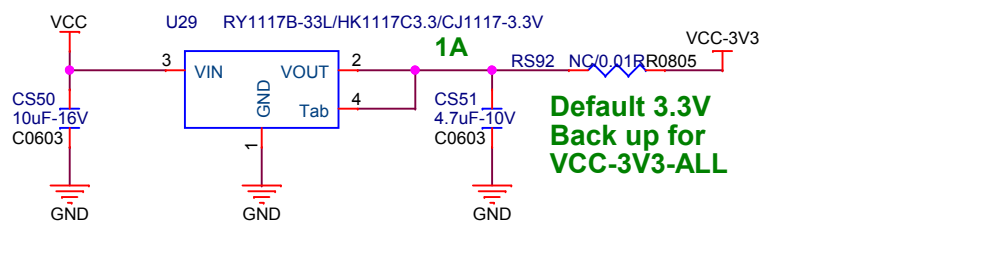 VCC
U29 RY1117B-33L/HK1117C3.3/CJ1117-3.3V
1A
VCC-3V3
3
VIN
VOUT
2
RS92 NC/0.01R R0805
GND
Tab
4
1
CS50
10uF-16V
C0603
CS51
4.7uF-10V
C0603
Default 3.3V
Back up for
VCC-3V3-ALL
GND
GND
GND